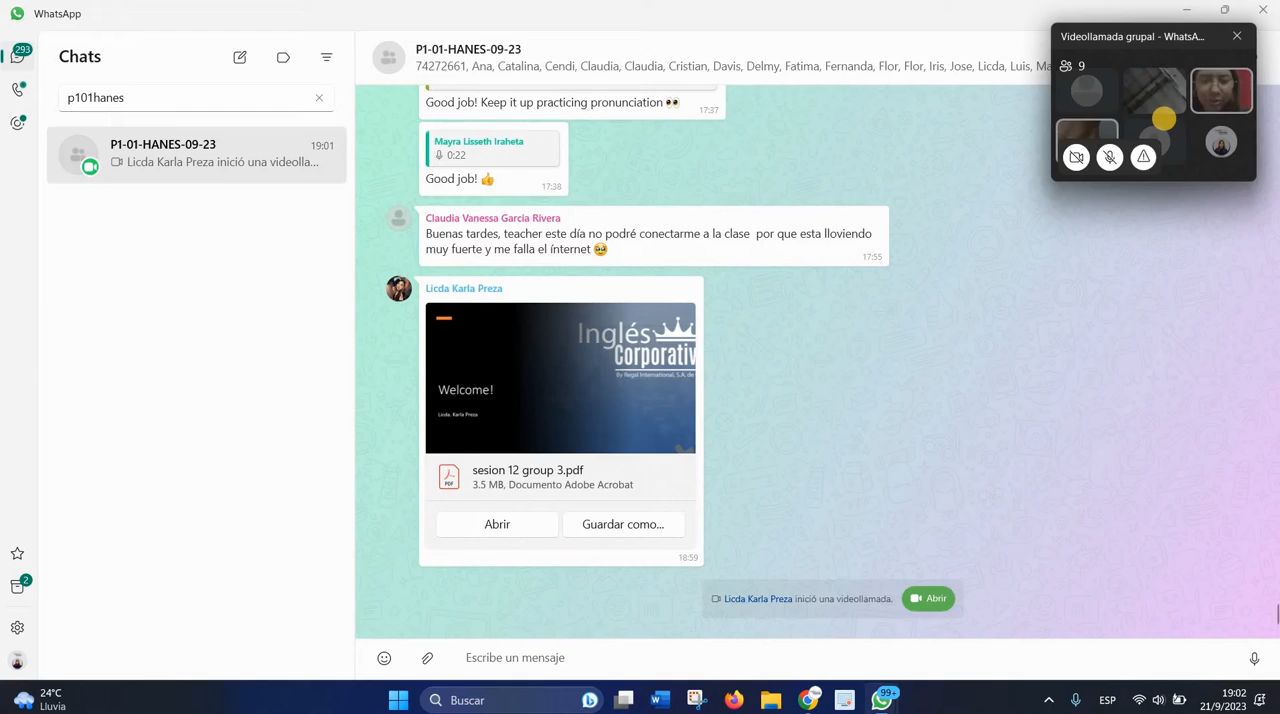 WhatsApp
293
Chats
p101hanes
P1-01-HANES-09-23
19:01
Licda Karla Preza inició una videolla...
2
P1-01-HANES-09-23
74272661, Ana, Catalina, Cendi, Claudia, Claudia, Cristian, Davis, Delmy, Fatima, Fernanda, Flor, Flor, Iris, Jose, Licda, Luis, Ma
Good job! Keep it up practicing pronunciation 👀
17:37
Mayra Lisseth Iraheta
0:22
Good job! 👍
17:38
Claudia Vanessa Garcia Rivera
Buenas tardes, teacher este día no podré conectarme a la clase por que esta lloviendo
muy fuerte y me falla el ínternet 🥹
17:55
Licda Karla Preza
Inglés
Corporativ
By Regal International, S.A. de
Welcome!
Licda. Karla Preza
sesion 12 group 3.pdf
3.5 MB, Documento Adobe Acrobat
Abrir
Guardar como...
18:59
Licda Karla Preza inició una videollamada.
Abrir
Escribe un mensaje
Videollamada grupal - WhatsA...
9
24°C
Lluvia
Buscar
99+
ESP
19:02
21/9/2023